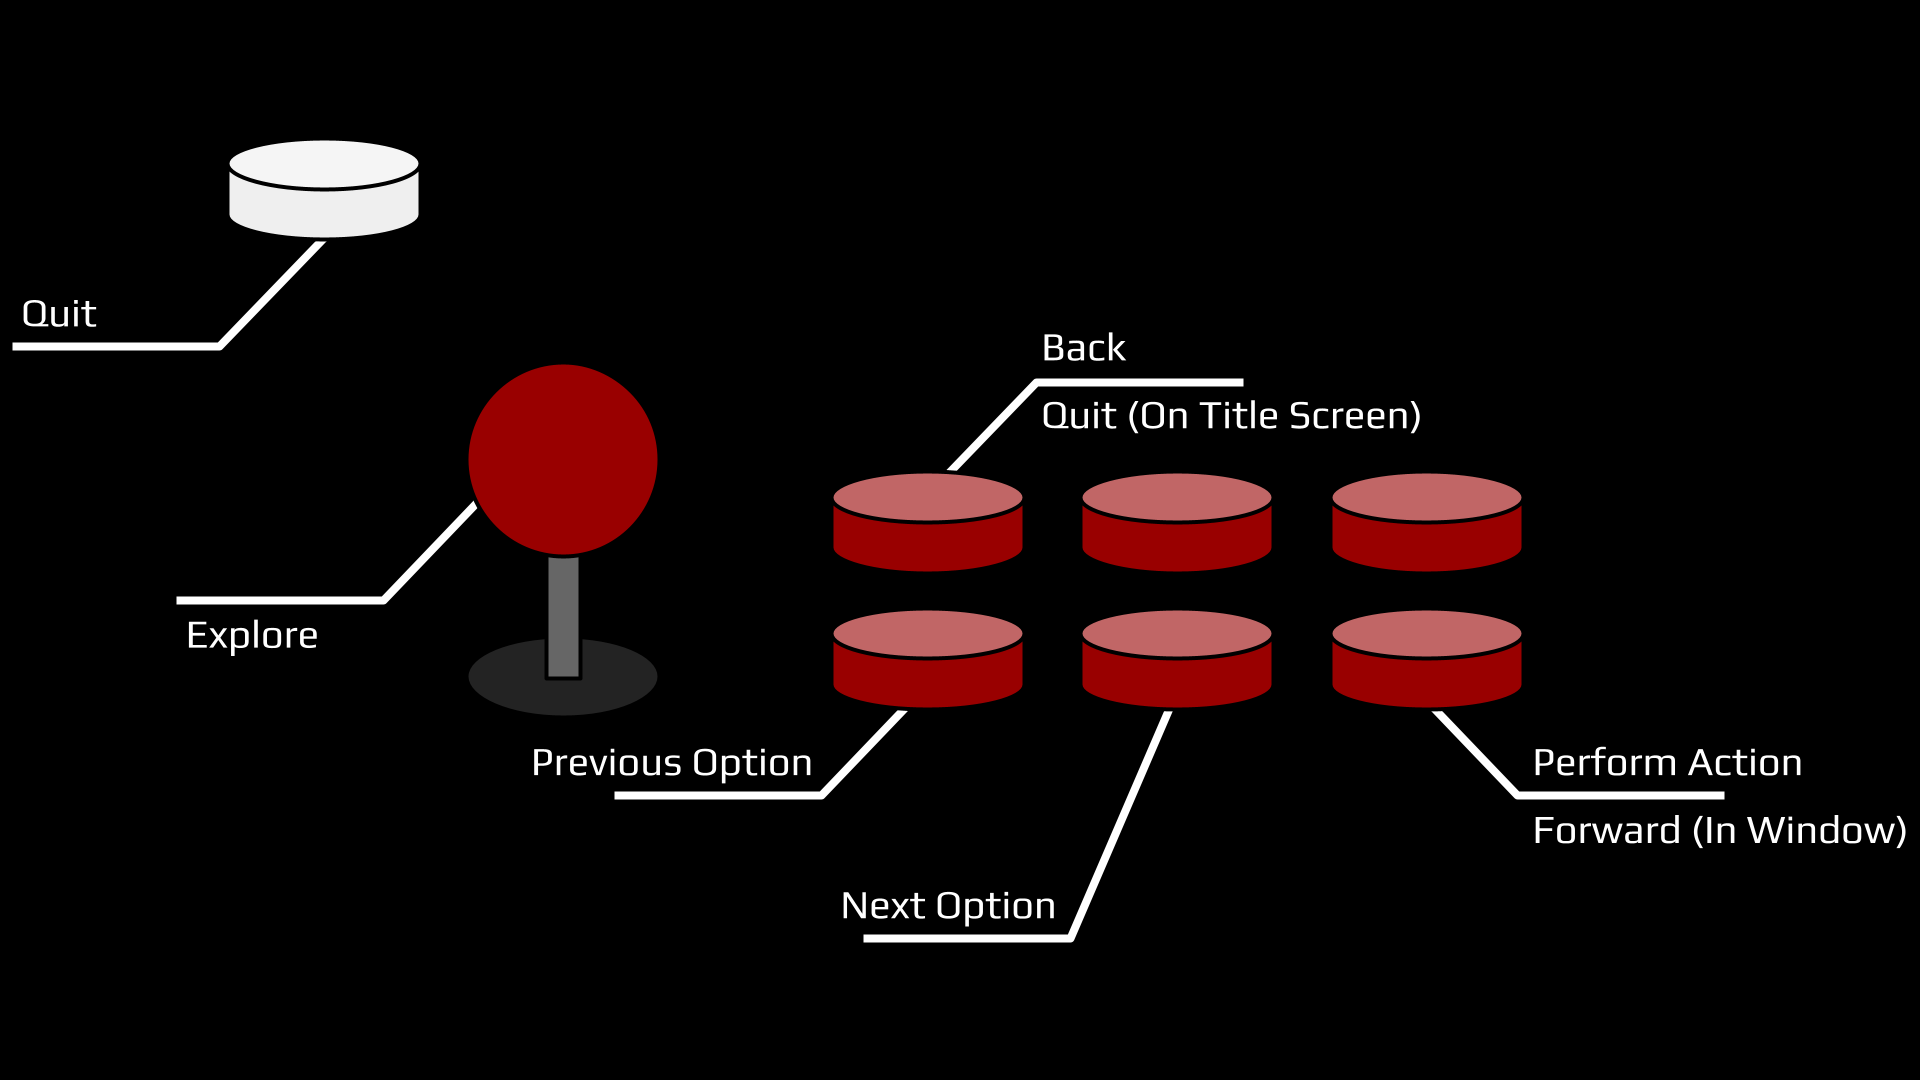 Quit
Back
Quit (On Title Screen)
Explore
Previous Option
Perform Action
Forward (In Window)
Next Option